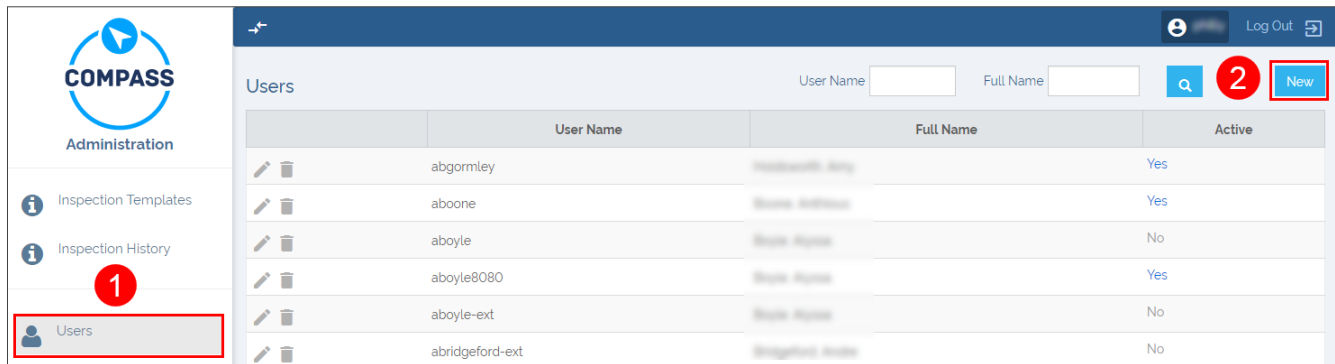 COMPASS
Administration
Inspection Templates
Inspection History
1
Users
Log Out
Users
User Name
Full Name
2
New
User Name Full Name Active
abgormley Yes
aboone Yes
aboyle No
aboyle8080 Yes
aboyle-ext No
abridgeford-ext No